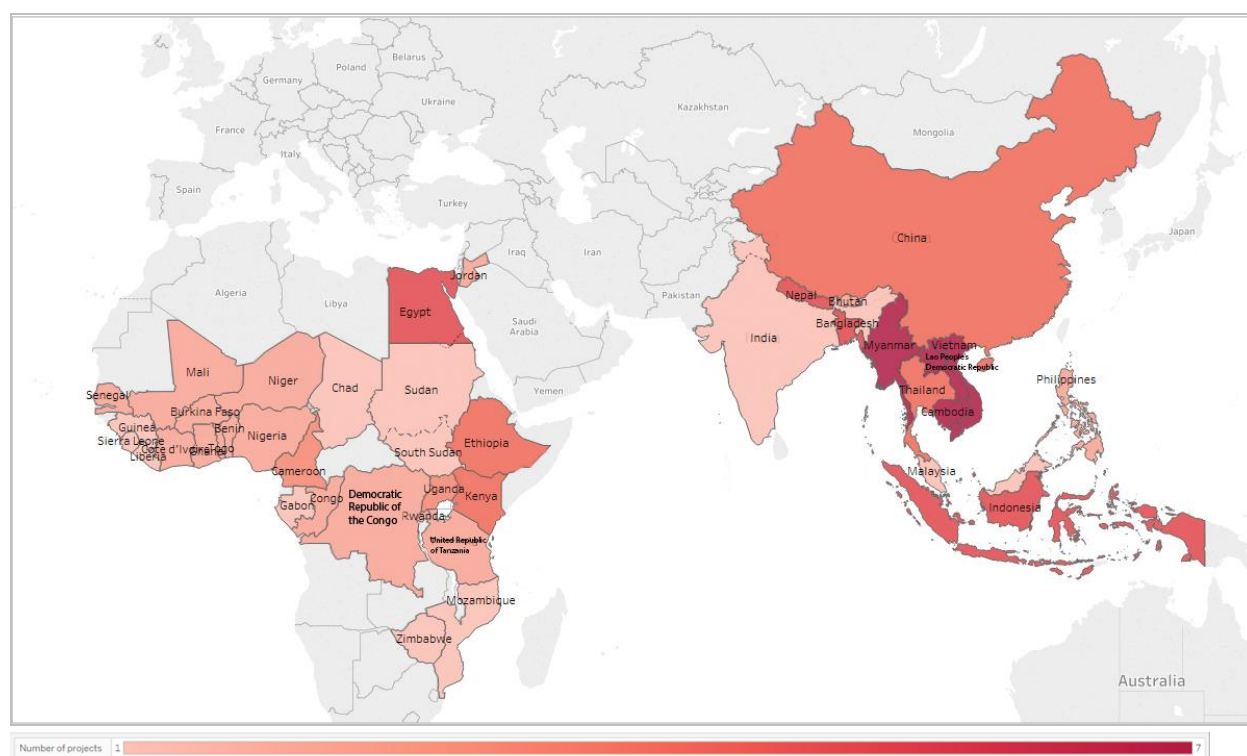 Belarus
Poland
Germany
Ukraine
France
Kazakhstan
Mongolia
Italy
Spain
Turkey
Japan
China
Iraq
Iran
Jordan
Algeria
Libya
Egypt
Pakistan
Nepal
Bhutan
Saudi
Arabia
Bangladesh
India
Myanmar
Vietnam
Lao People's
Democratic Republic
Mali
Niger
Chad
Sudan
Yemen
Thailand
Philippines
Senegal
Burkina Faso
Cambodia
Guinea
Benin
Nigeria
Sierra Leone
Cote d'Ivoire
Togo
Ghana
Liberia
South Sudan
Ethiopia
Cameroon
Malaysia
Uganda
Kenya
Gabon
Congo
Democratic
Republic of
the Congo
Rwanda
Indonesia
United Republic
of Tanzania
Mozambique
Zimbabwe
Australia
Number of projects 1 7